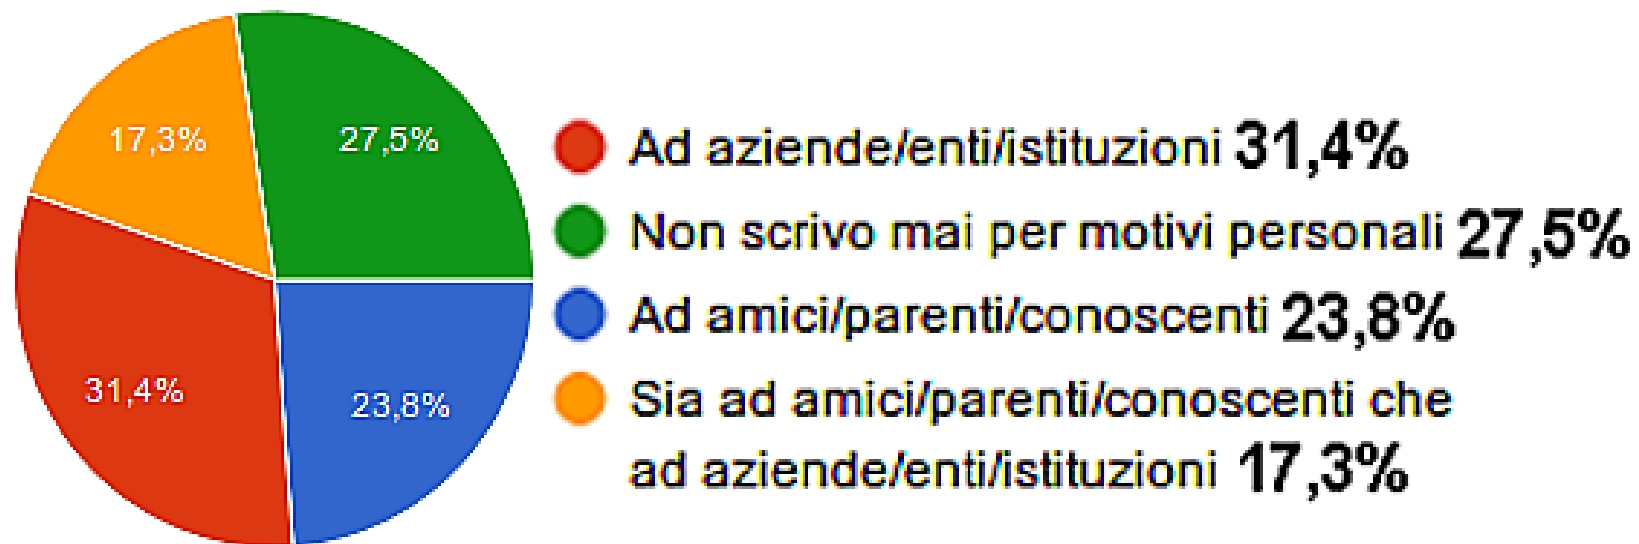 17,3%
27,5%
31,4%
23,8%
Ad aziende/enti/istituzioni 31,4%
Non scrivo mai per motivi personali 27,5%
Ad amici/parenti/conoscenti 23,8%
Sia ad amici/parenti/conoscenti che
ad aziende/enti/istituzioni 17,3%